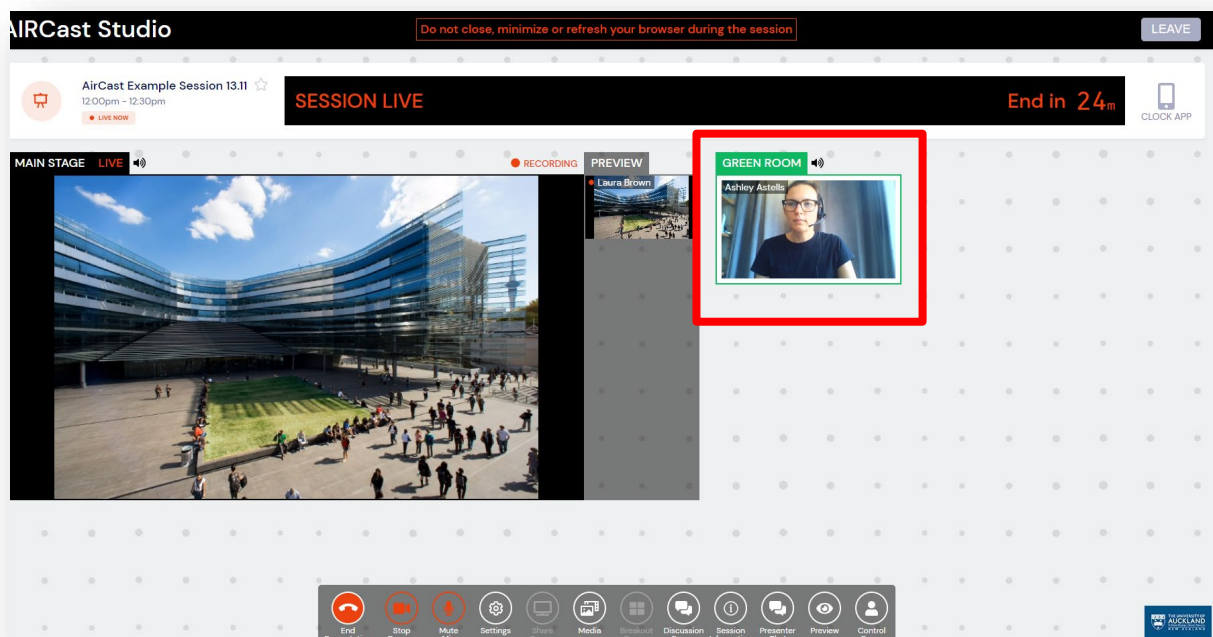 AIRCast Studio
Do not close, minimize or refresh your browser during the session
LEAVE
AirCast Example Session 13.11
12:00pm - 12:30pm
LIVE NOW
SESSION LIVE
End in 24m
CLOCK APP
MAIN STAGE LIVE
RECORDING
PREVIEW
GREEN ROOM
Laura Brown
Ashley Astells
End
Stop
Mute
Settings
Share
Media
Breakout
Discussion
Session
Presenter
Preview
Control
THE UNIVERSITY OF
AUCKLAND
NEW ZEALAND